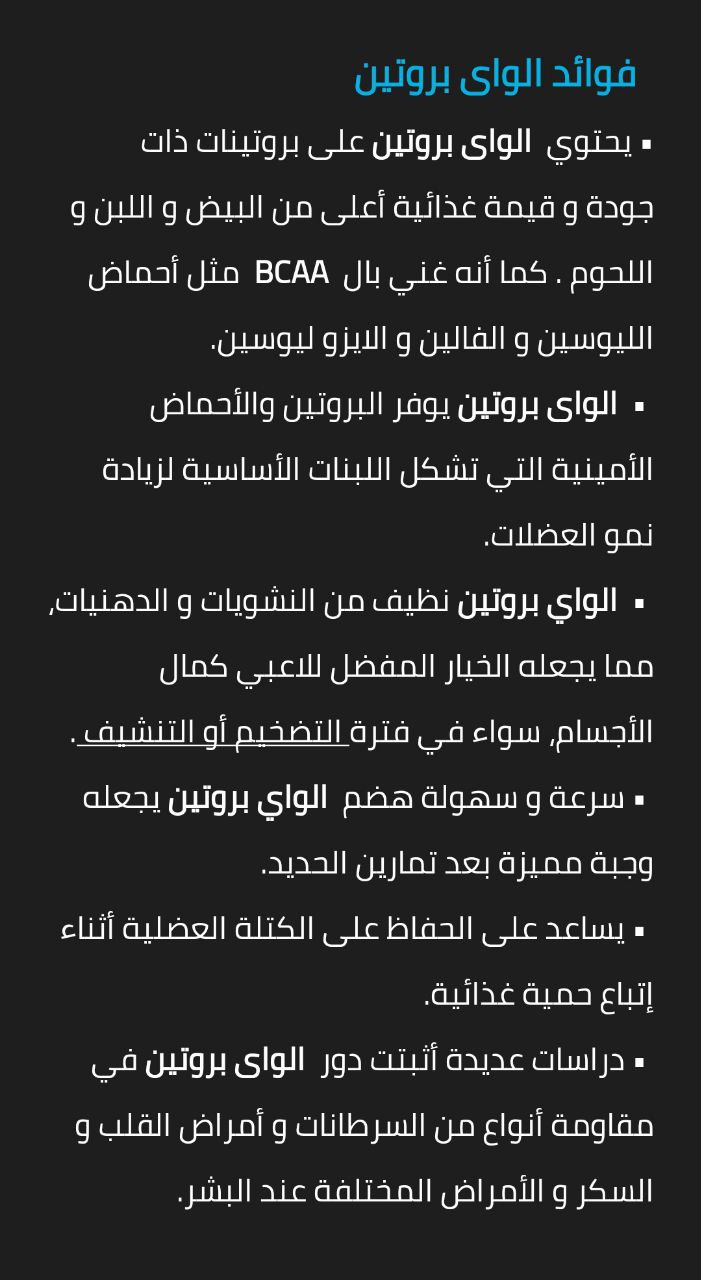 فوائد الواى بروتين
▪ يحتوي الواى بروتين على بروتينات ذات
جودة و قيمة غذائية أعلى من البيض و اللبن و
اللحوم . كما أنه غني بال BCAA مثل أحماض
الليوسين و الفالين و الايزو ليوسين.
▪ الواى بروتين يوفر البروتين والأحماض
الأمينية التي تشكل اللبنات الأساسية لزيادة
نمو العضلات.
▪ الواي بروتين نظيف من النشويات و الدهنيات،
مما يجعله الخيار المفضل للاعبي كمال
الأجسام، سواء في فترة التضخيم أو التنشيف .
▪ سرعة و سهولة هضم الواي بروتين يجعله
وجبة مميزة بعد تمارين الحديد.
▪ يساعد على الحفاظ على الكتلة العضلية أثناء
إتباع حمية غذائية.
▪ دراسات عديدة أثبتت دور الواى بروتين في
مقاومة أنواع من السرطانات و أمراض القلب و
السكر و الأمراض المختلفة عند البشر.